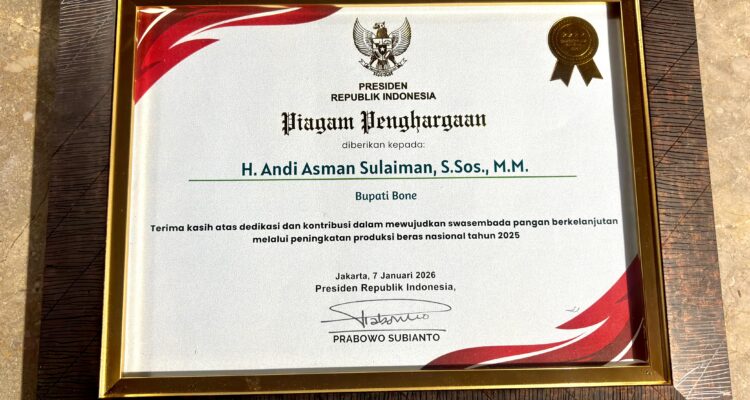 PRESIDEN
REPUBLIK INDONESIA
Piagam Penghargaan
diberikan kepada:
H. Andi Asman Sulaiman, S.Sos., M.M.
Bupati Bone
Terima kasih atas dedikasi dan kontribusi dalam mewujudkan swasembada pangan berkelanjutan
melalui peningkatan produksi beras nasional tahun 2025
Jakarta, 7 Januari 2026
Presiden Republik Indonesia,
PRABOWO SUBIANTO